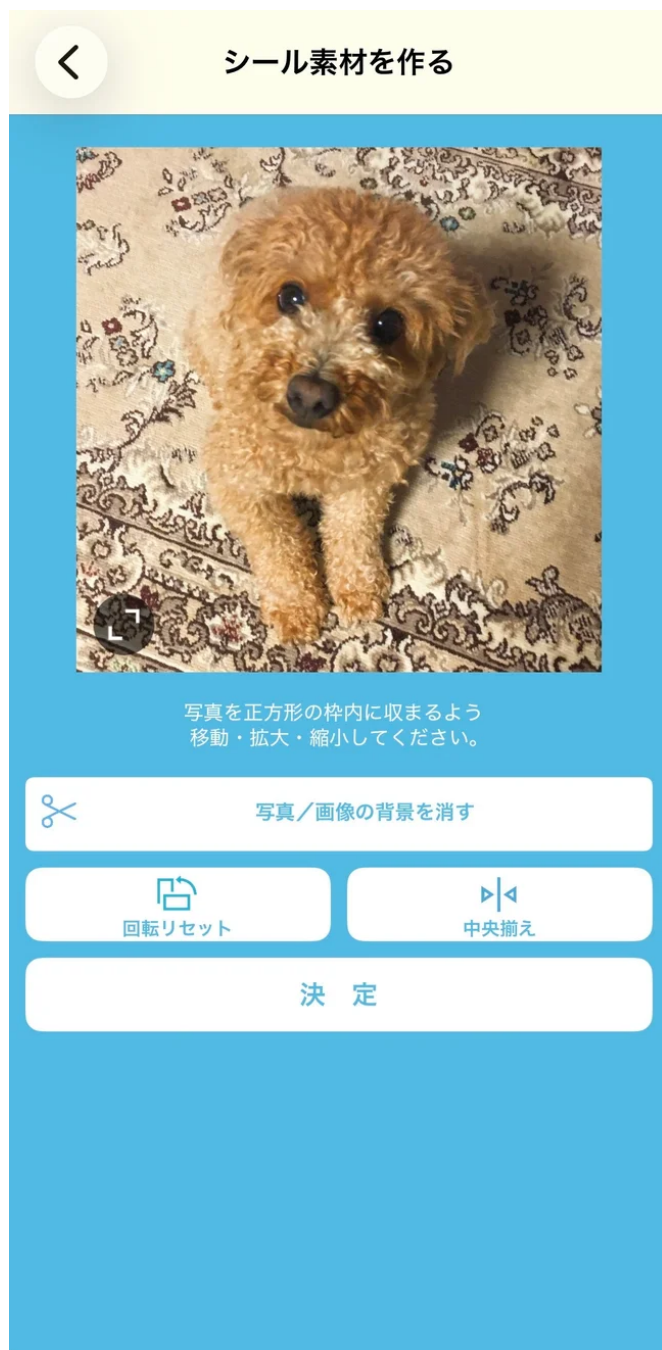 シール素材を作る
写真を正方形の枠内に収まるよう
移動・拡大・縮小してください。
写真／画像の背景を消す
回転リセット
中央揃え
決　定